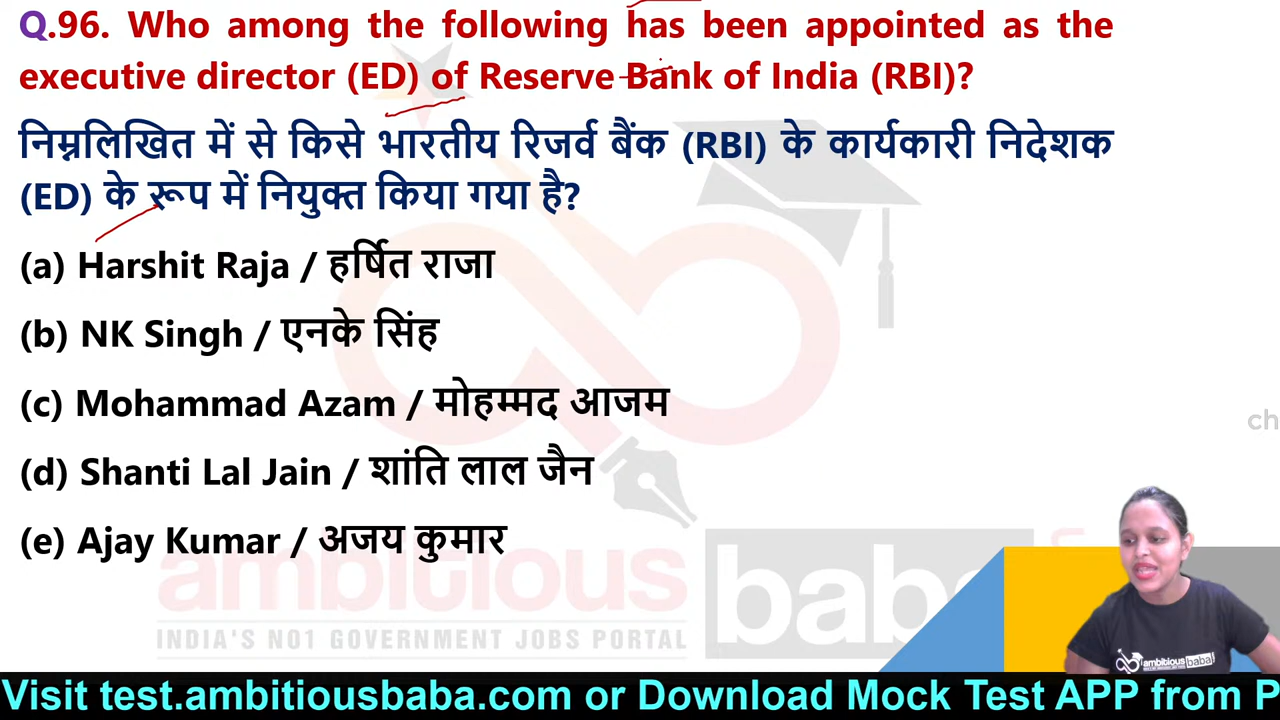 Q.96. Who among the following has been appointed as the
executive director (ED) of Reserve Bank of India (RBI)?
निम्नलिखित में से किसे भारतीय रिजर्व बैंक (RBI) के कार्यकारी निदेशक
(ED) के रूप में नियुक्त किया गया है?
(a) Harshit Raja / हर्षित राजा
(b) NK Singh / एनके सिंह
(c) Mohammad Azam / मोहम्मद आजम
ch
(d) Shanti Lal Jain / शांति लाल जैन
(e) Ajay Kumar / अजय कुमार
ambitious baba
INDIA'S NO1 GOVERNMENT JOBS PORTAL
ambitious baba
Visit test.ambitiousbaba.com or Download Mock Test APP from P